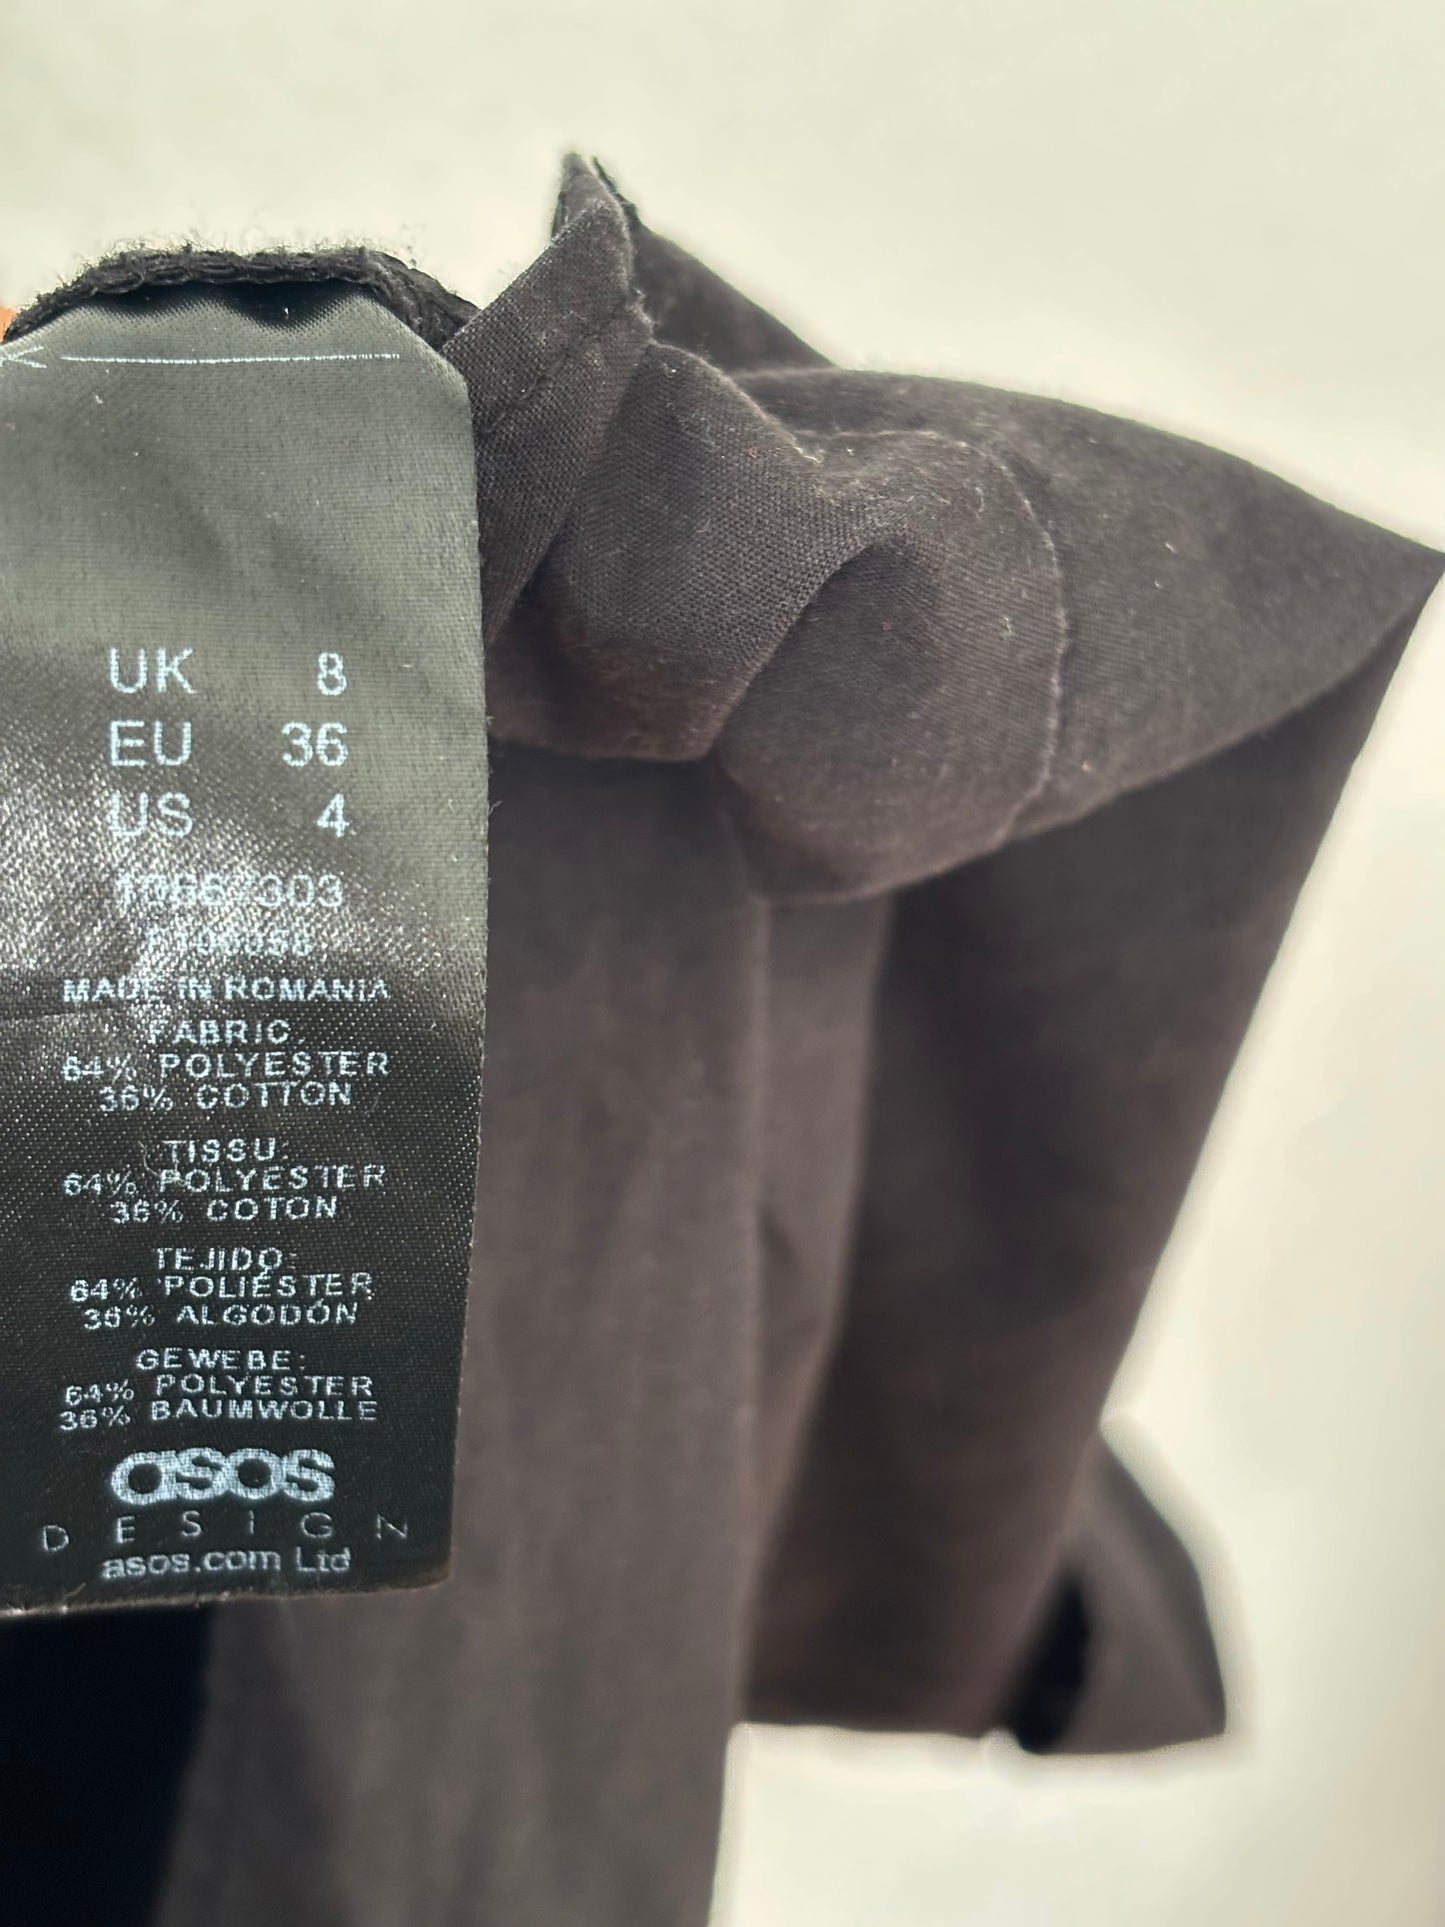 UK 8
EU 36
US 4
10667303
MADE IN ROMANIA
FABRIC:
64% POLYESTER
36% COTTON
TISSU:
64% POLYESTER
36% COTON
TEJIDO:
64% POLIÉSTER
36% ALGODÓN
GEWEBE:
64% POLYESTER
36% BAUMWOLLE
asos
DESIGN
asos.com Ltd